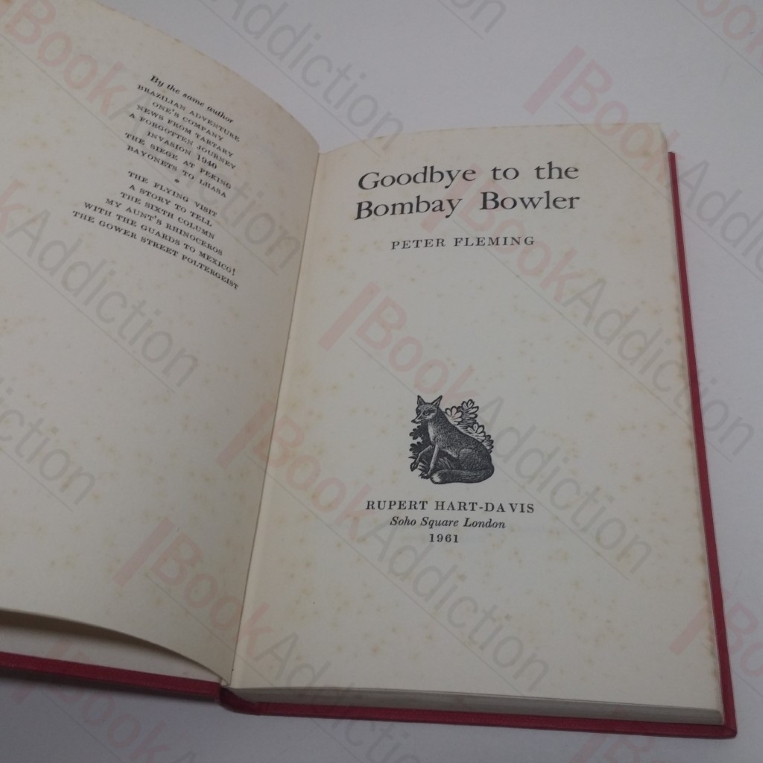 By the same author
BRAZILIAN ADVENTURE
ONE'S COMPANY
NEWS FROM TARTARY
A FORGOTTEN JOURNEY
INVASION 1940
THE SIEGE AT PEKING
BAYONETS TO LHASA
*
THE FLYING VISIT
A STORY TO TELL
THE SIXTH COLUMN
MY AUNT'S RHINOCEROS
WITH THE GUARDS TO MEXICO!
THE GOWER STREET POLTERGEIST
Goodbye to the
Bombay Bowler
PETER FLEMING
RUPERT HART-DAVIS
Soho Square London
1961
BookAddiction